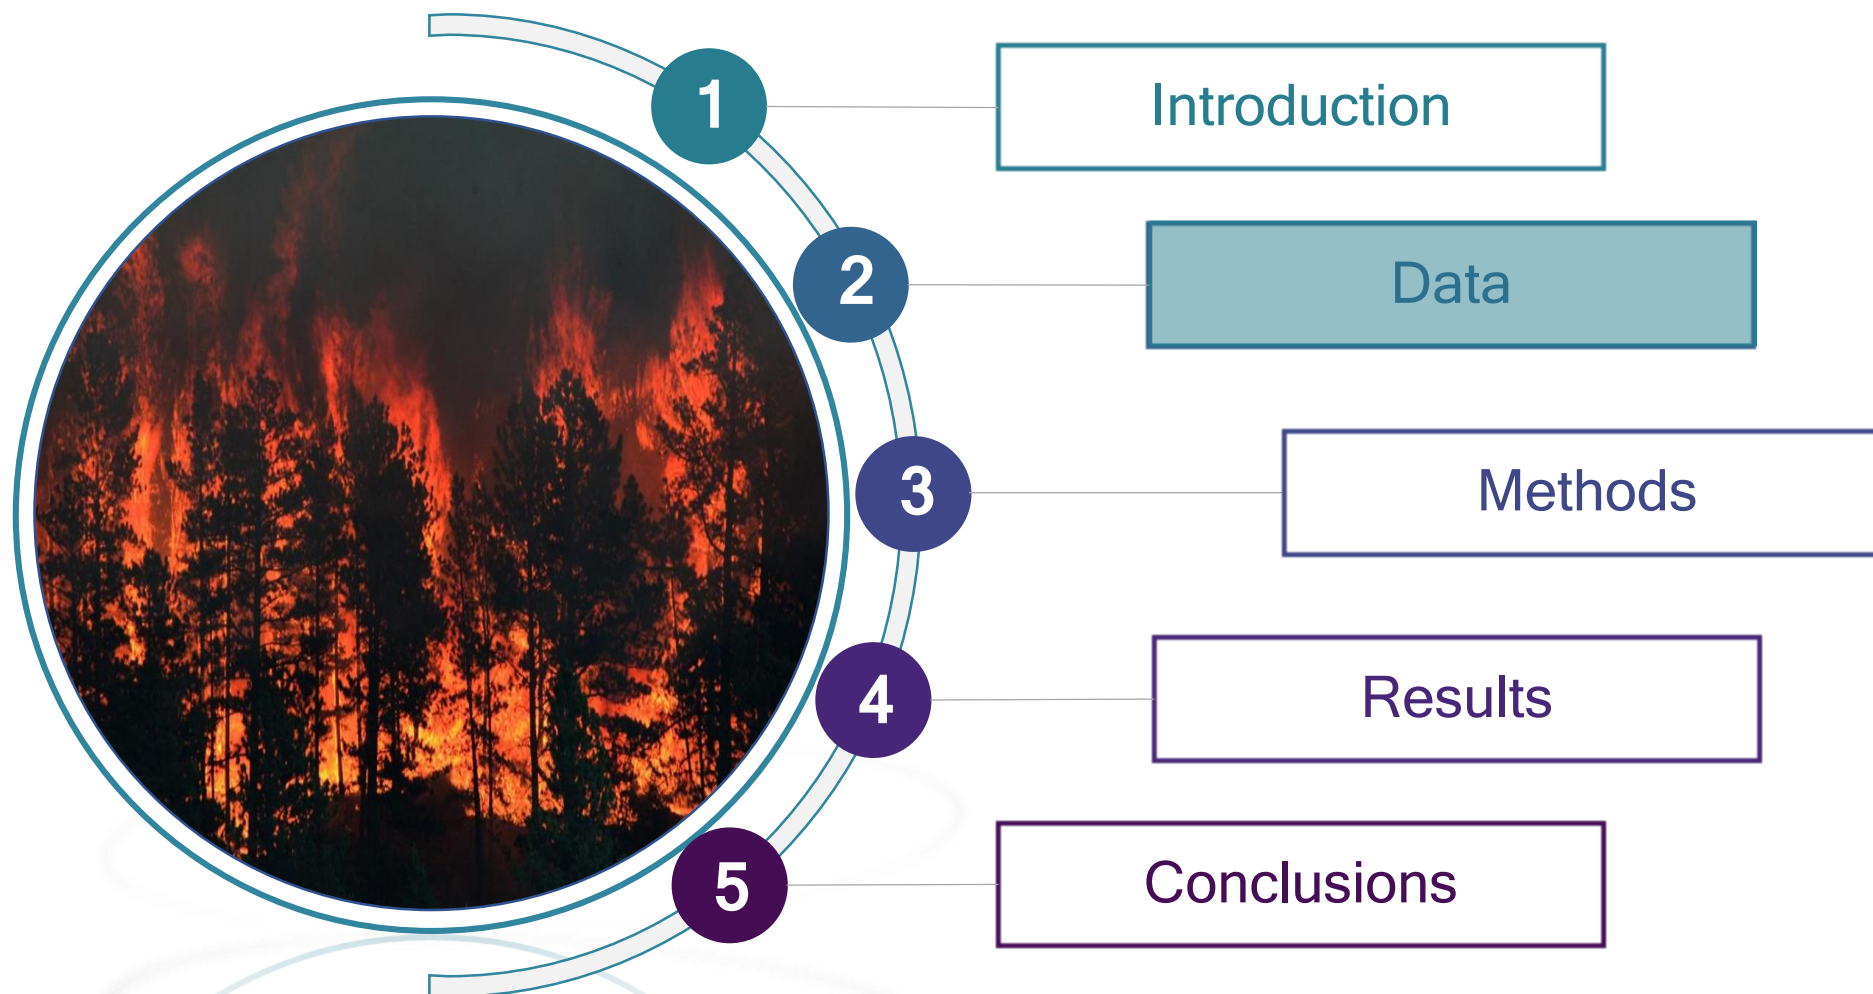 1
Introduction
2
Data
3
Methods
4
Results
5
Conclusions